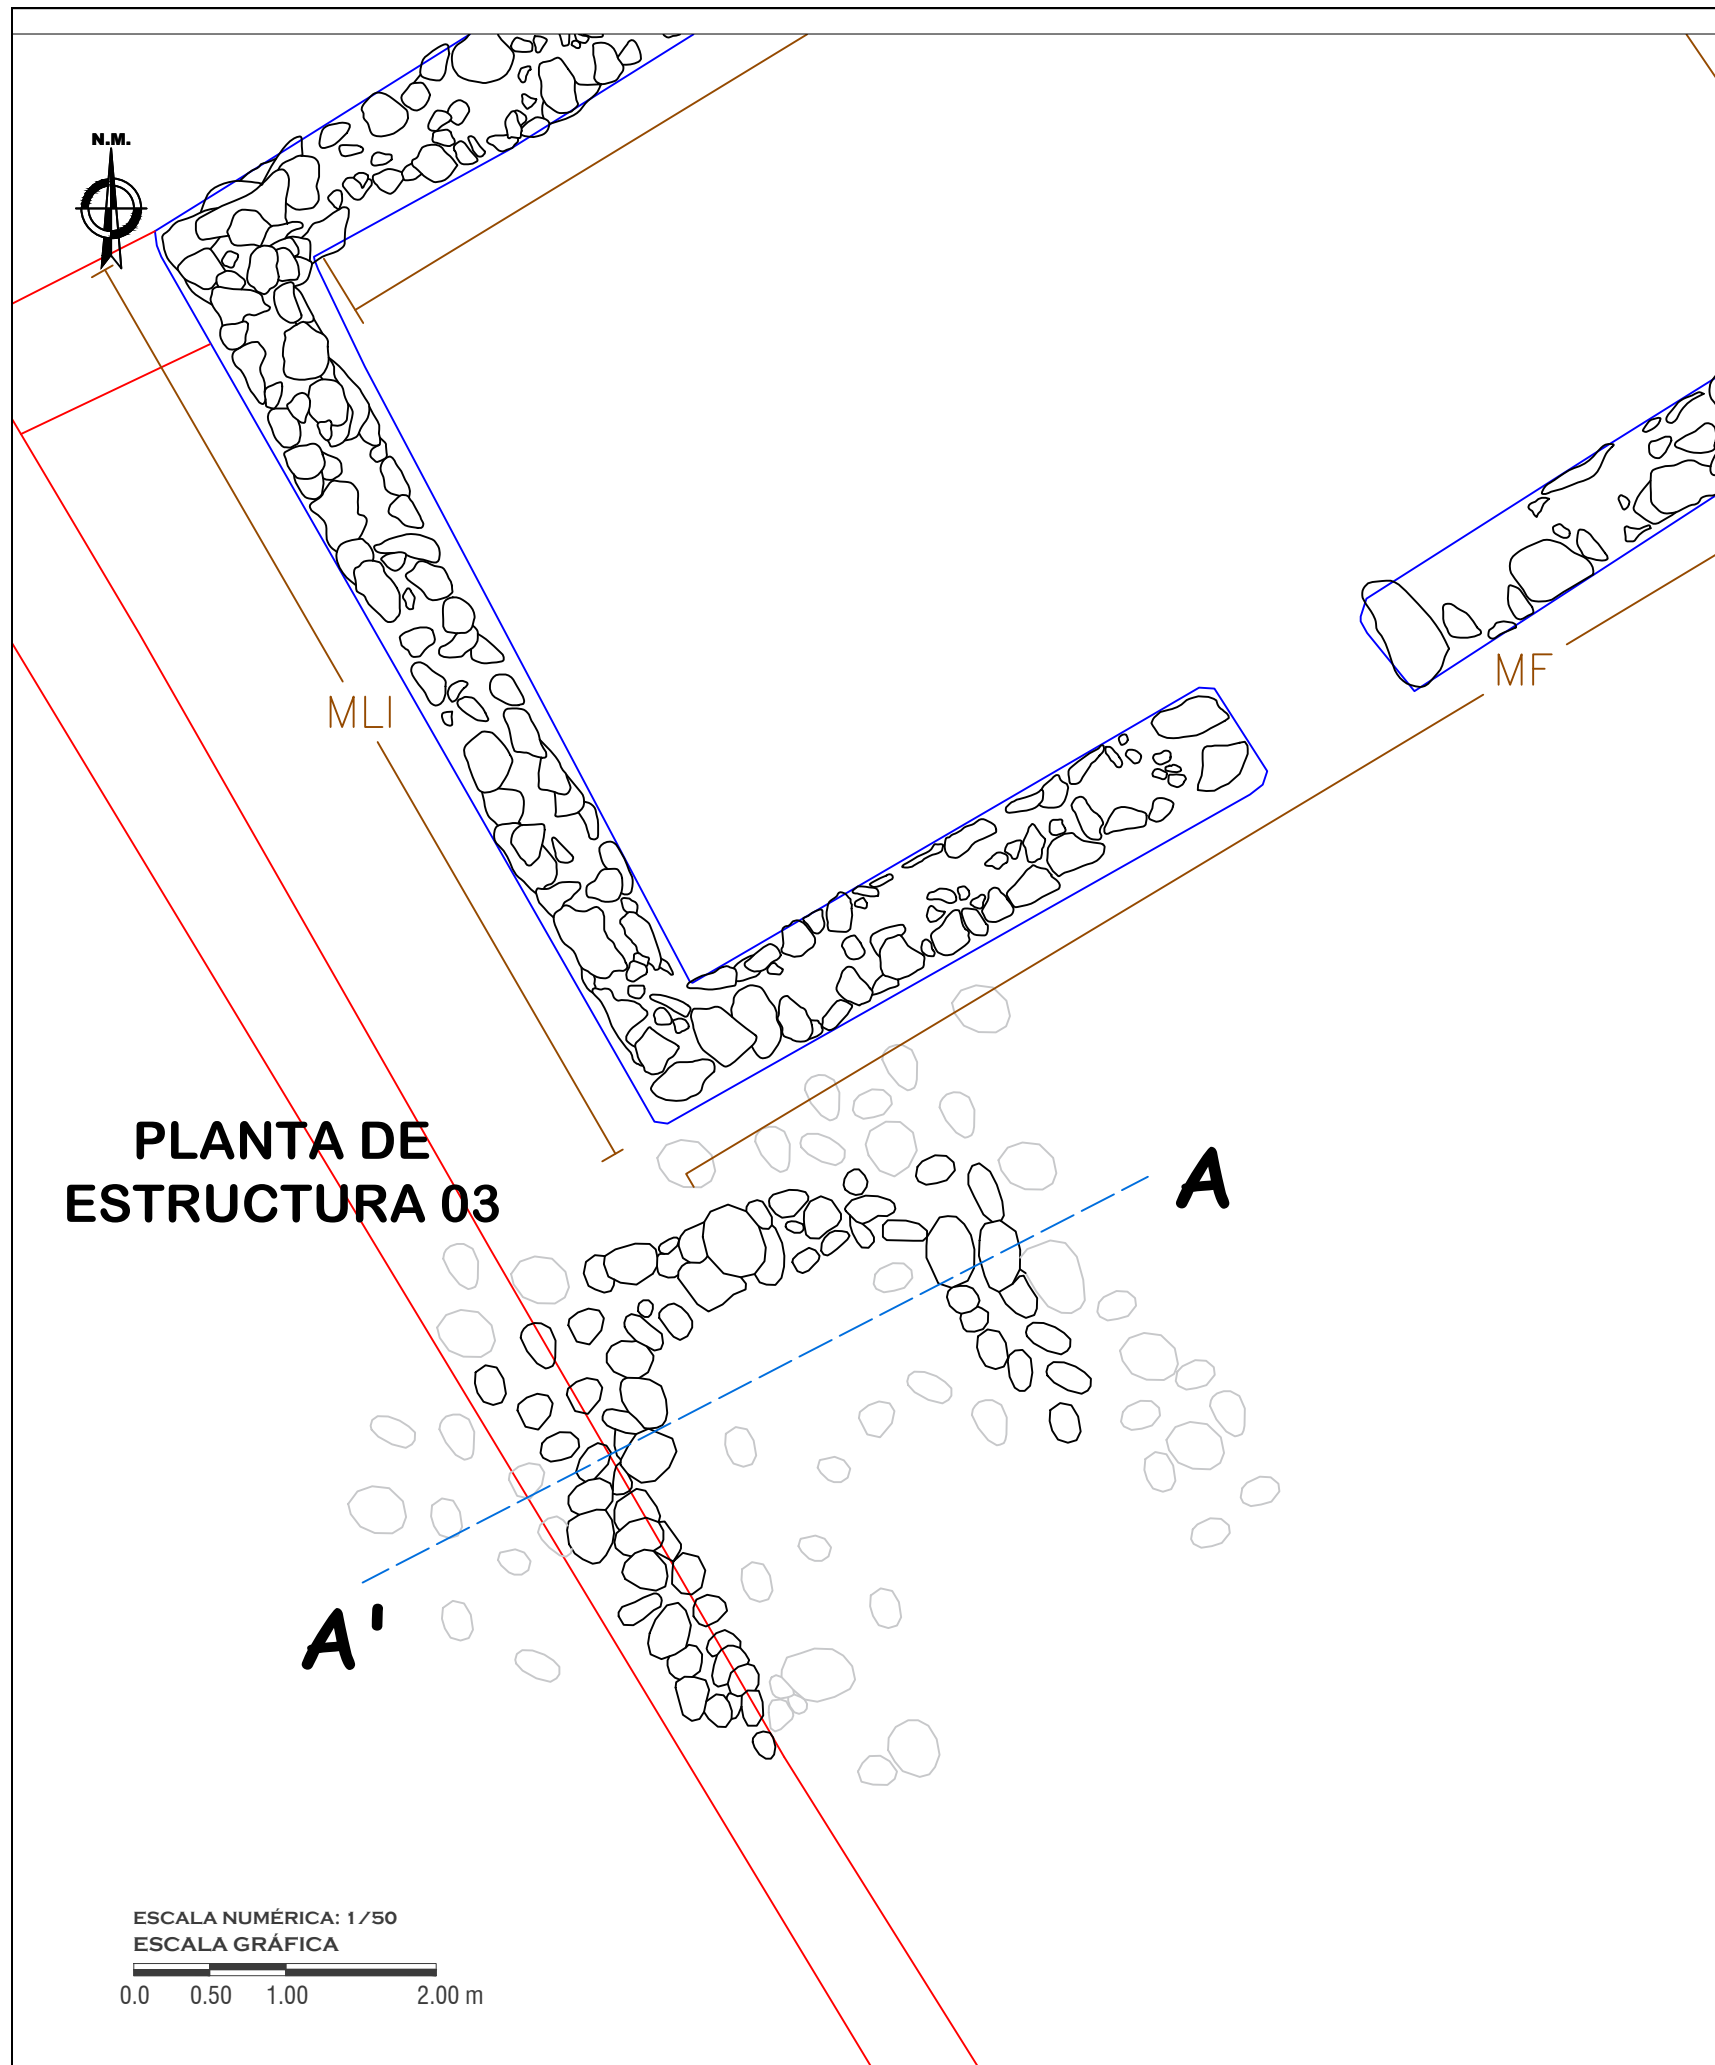 N.M.
MLI
MF
PLANTA DE
ESTRUCTURA 03
A
A'
ESCALA NUMÉRICA: 1/50
ESCALA GRÁFICA
0.0 0.50 1.00 2.00 m